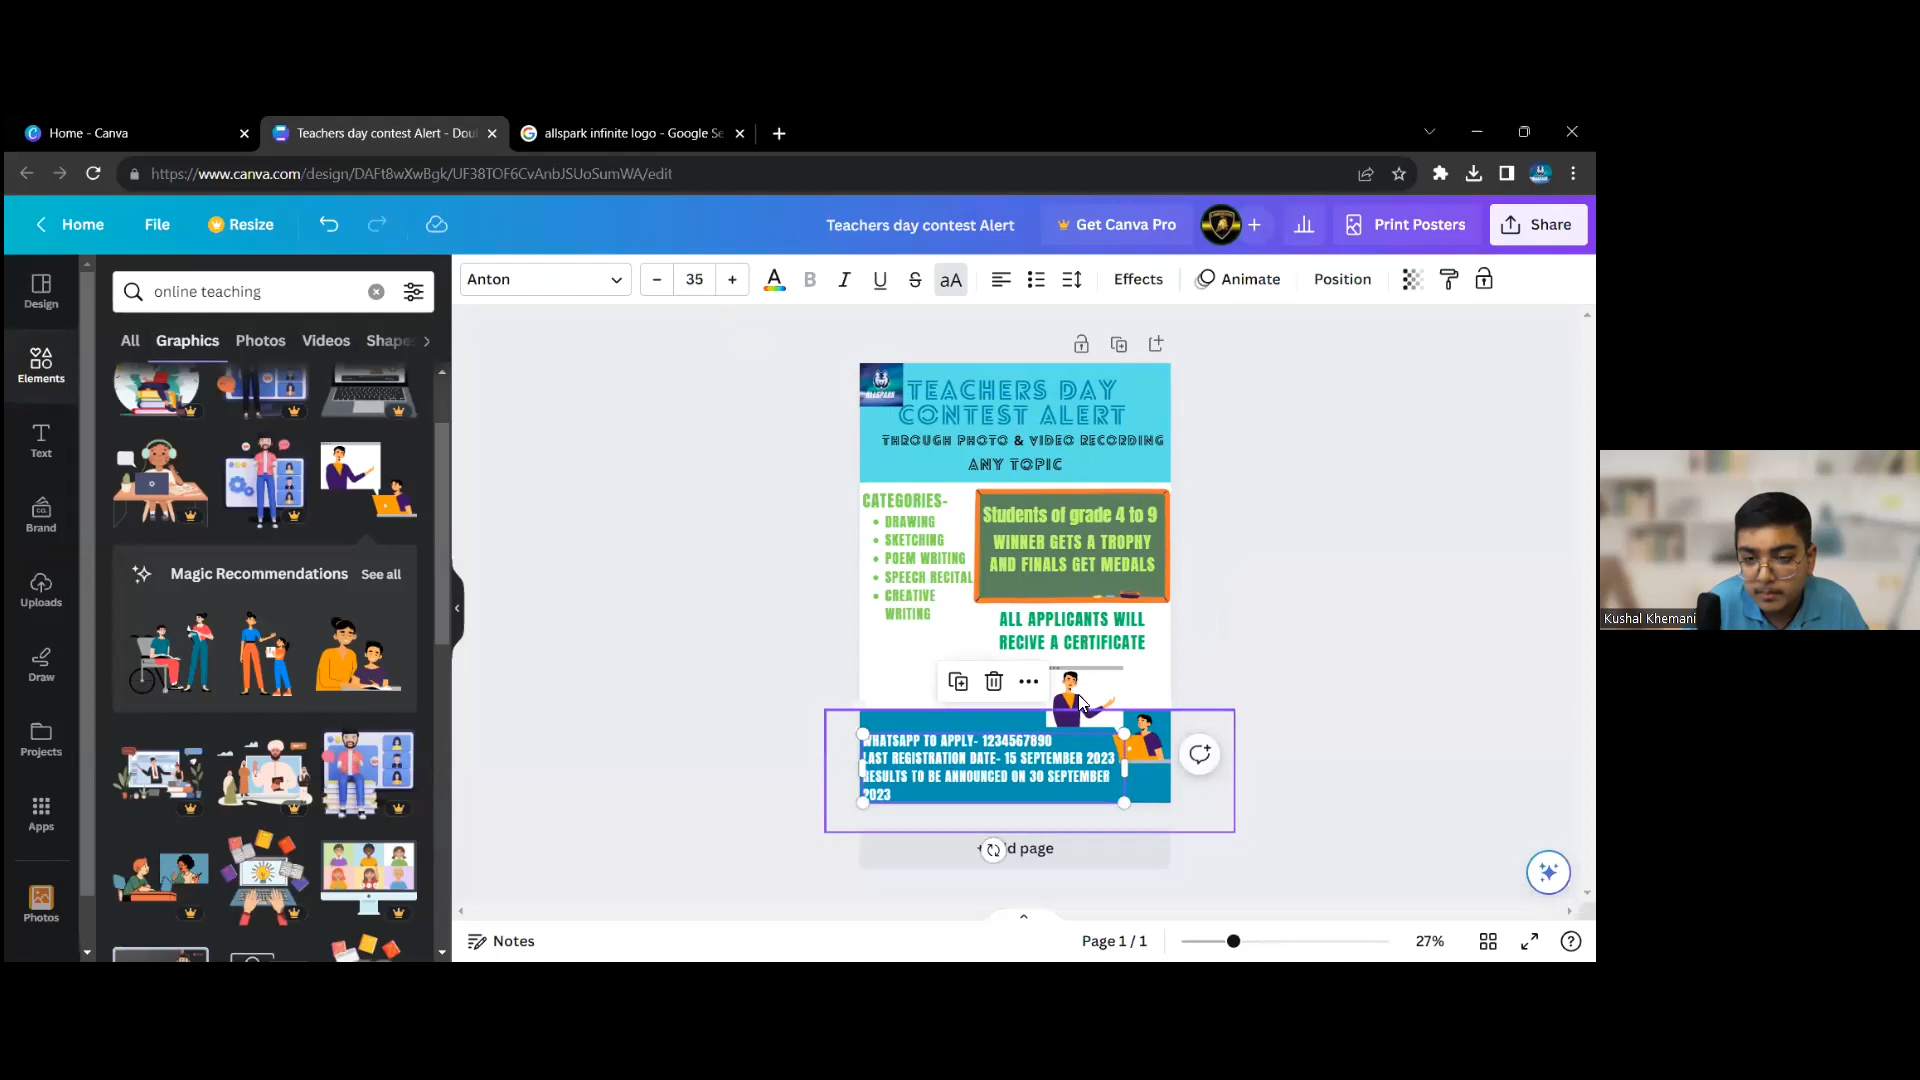 Home - Canva
Teachers day contest Alert - Dou
allspark infinite logo - Google Se
https://www.canva.com/design/DAFt8wXwBgk/UF38TOF6CvAnbJSUoSumWA/edit
Home
File
Resize
Teachers day contest Alert
Get Canva Pro
Print Posters
Share
Design
Elements
Text
Brand
Uploads
Draw
Projects
Apps
Photos
online teaching
All
Graphics
Photos
Videos
Shape
Magic Recommendations
See all
Anton
35
A
B
I
U
S
aA
Effects
Animate
Position
ALLSPARK
TEACHERS DAY
CONTEST ALERT
THROUGH PHOTO & VIDEO RECORDING
ANY TOPIC
CATEGORIES-
DRAWING
SKETCHING
POEM WRITING
SPEECH RECITAL
CREATIVE
WRITING
Students of grade 4 to 9
WINNER GETS A TROPHY
AND FINALS GET MEDALS
ALL APPLICANTS WILL
RECIVE A CERTIFICATE
WHATSAPP TO APPLY- 1234567890
LAST REGISTRATION DATE- 15 SEPTEMBER 2023
RESULTS TO BE ANNOUNCED ON 30 SEPTEMBER
2023
d page
Notes
Page 1 / 1
27%
Kushal Khemani